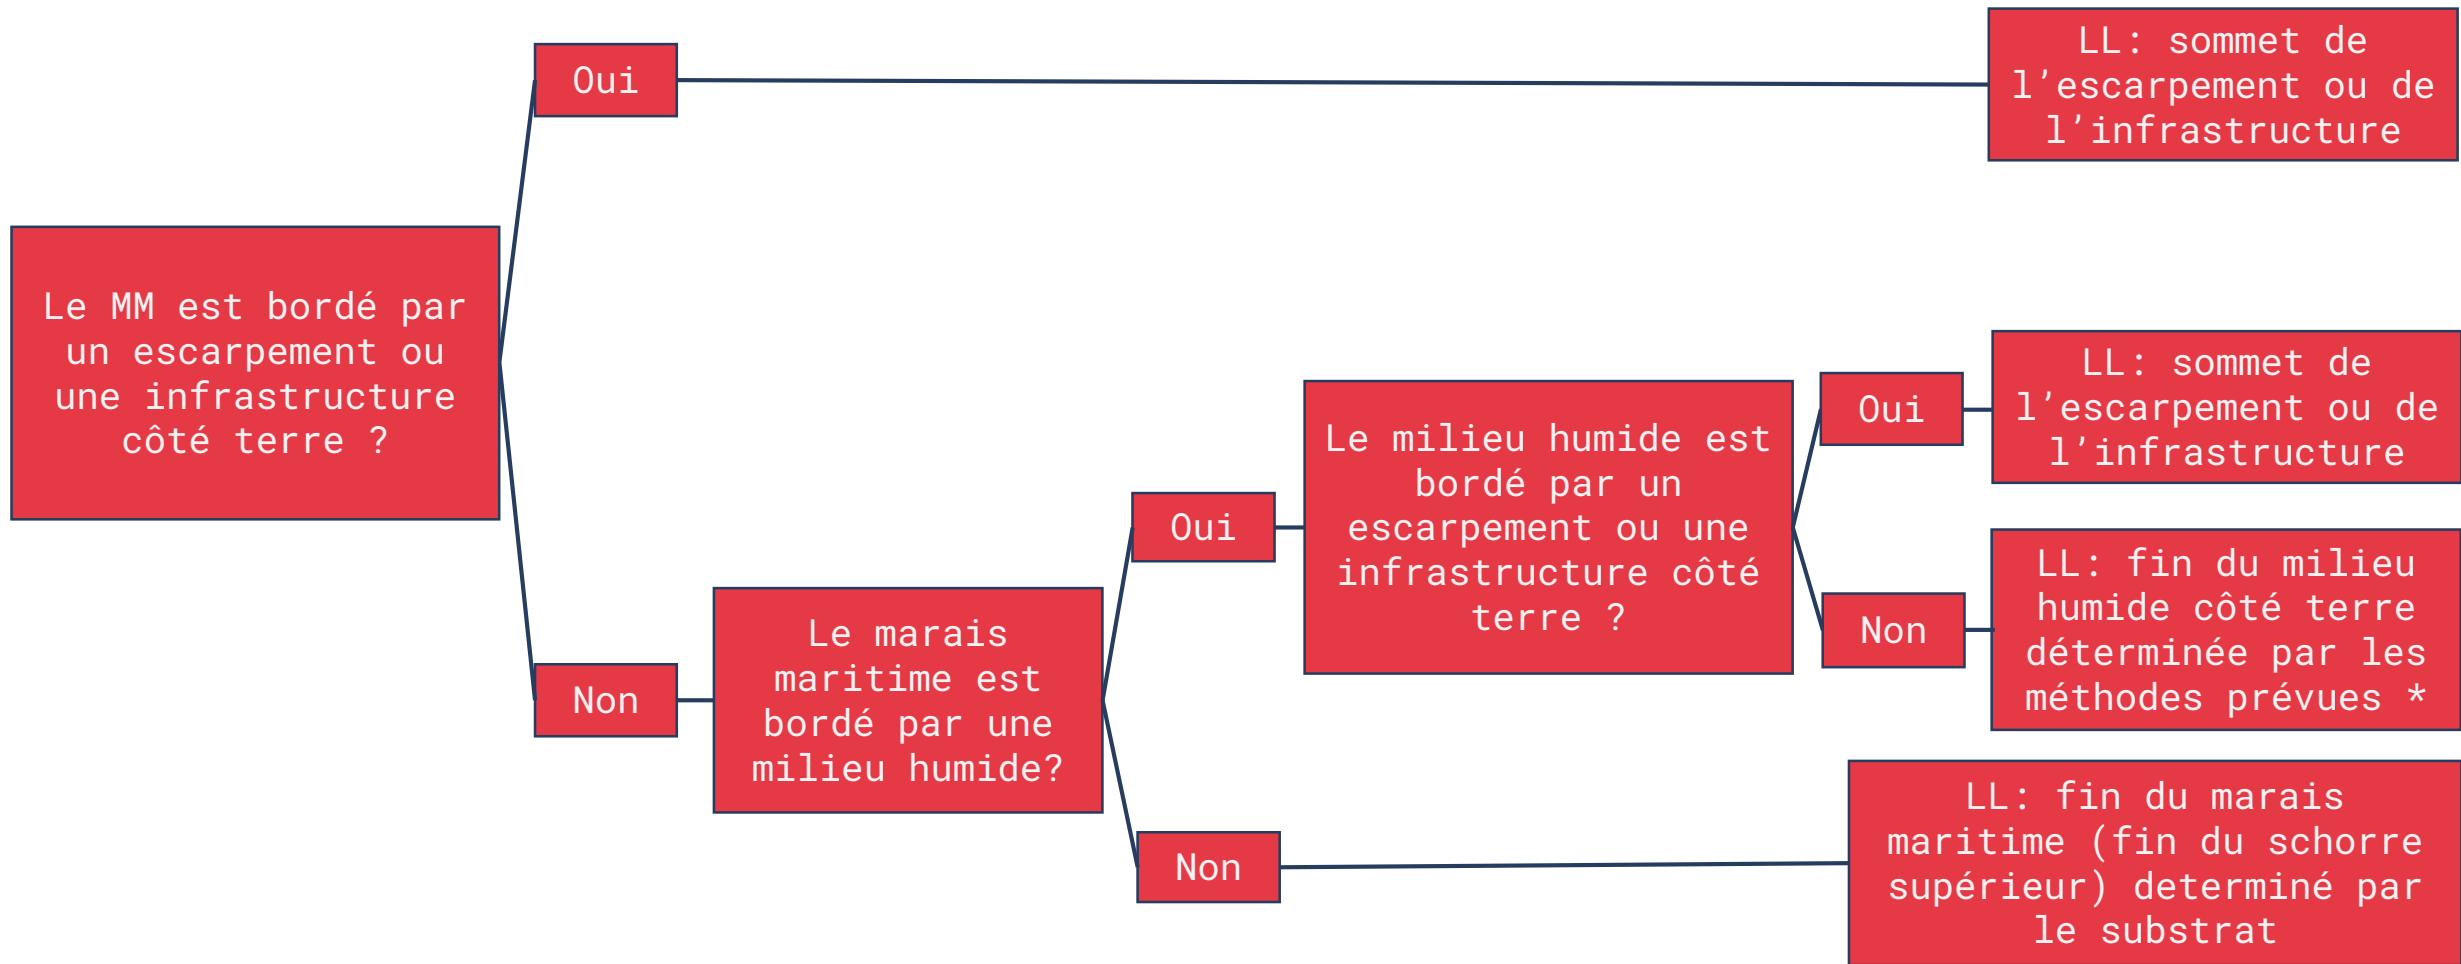 Le MM est bordé par
un escarpement ou
une infrastructure
côté terre ?
Oui
LL: sommet de
l’escarpement ou de
l’infrastructure
Non
Le marais
maritime est
bordé par une
milieu humide?
Oui
Le milieu humide est
bordé par un
escarpement ou une
infrastructure côté
terre ?
Oui
LL: sommet de
l’escarpement ou de
l’infrastructure
Non
LL: fin du milieu
humide côté terre
déterminée par les
méthodes prévues *
Non
LL: fin du marais
maritime (fin du schorre
supérieur) determiné par
le substrat